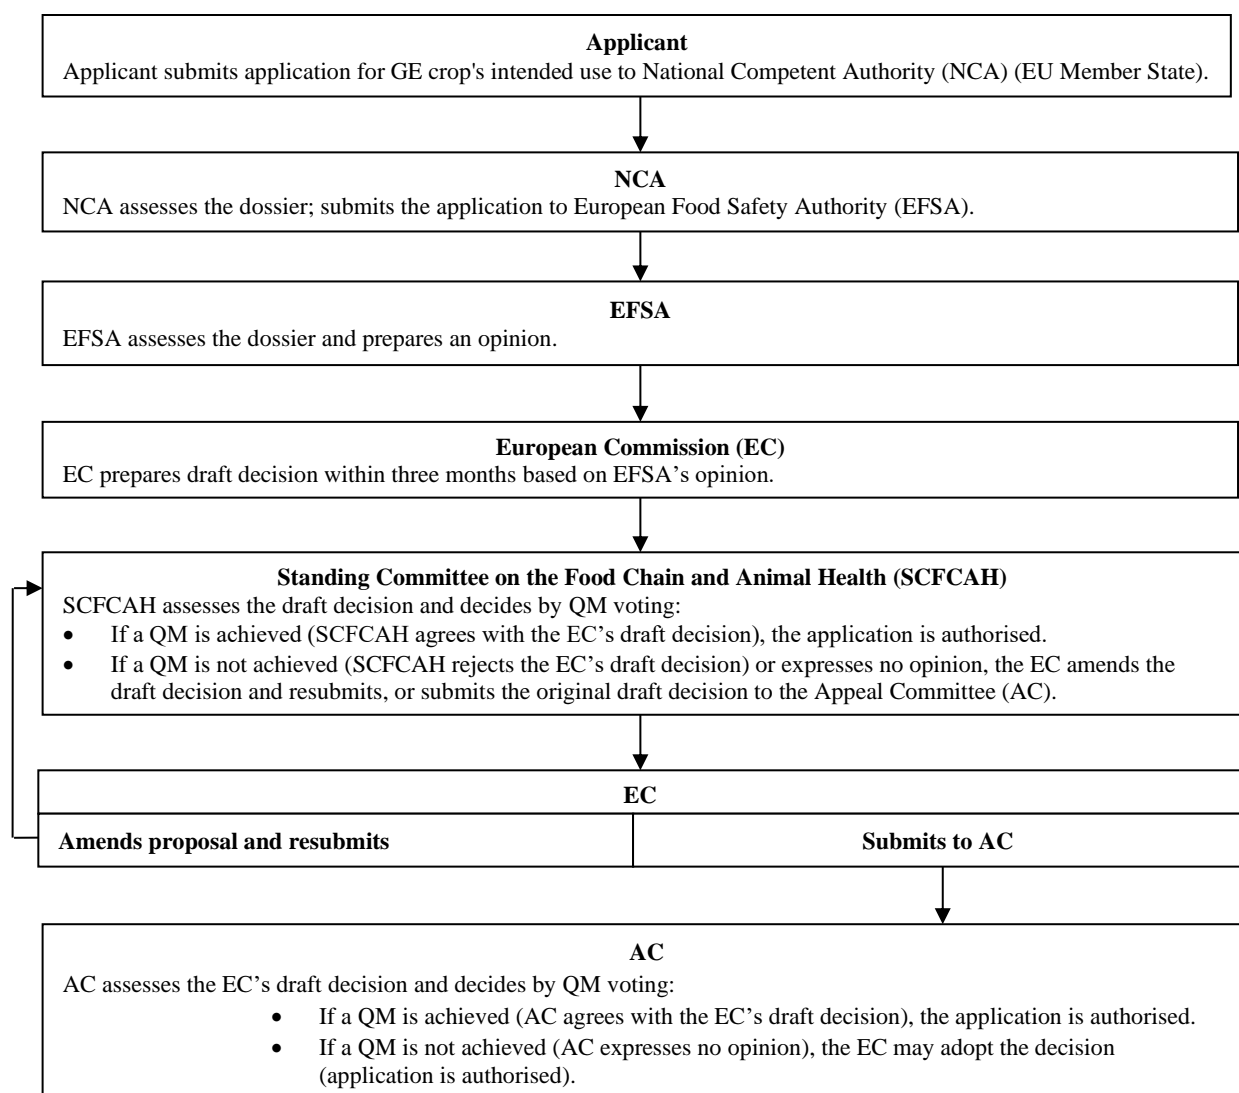 Applicant
Applicant submits application for GE crop's intended use to National Competent Authority (NCA) (EU Member State).
NCA
NCA assesses the dossier; submits the application to European Food Safety Authority (EFSA).
EFSA
EFSA assesses the dossier and prepares an opinion.
European Commission (EC)
EC prepares draft decision within three months based on EFSA’s opinion.
Standing Committee on the Food Chain and Animal Health (SCFCAH)
SCFCAH assesses the draft decision and decides by QM voting:
• If a QM is achieved (SCFCAH agrees with the EC’s draft decision), the application is authorised.
• If a QM is not achieved (SCFCAH rejects the EC’s draft decision) or expresses no opinion, the EC amends the
draft decision and resubmits, or submits the original draft decision to the Appeal Committee (AC).
EC
Amends proposal and resubmits
Submits to AC
AC
AC assesses the EC’s draft decision and decides by QM voting:
• If a QM is achieved (AC agrees with the EC’s draft decision), the application is authorised.
• If a QM is not achieved (AC expresses no opinion), the EC may adopt the decision
(application is authorised).